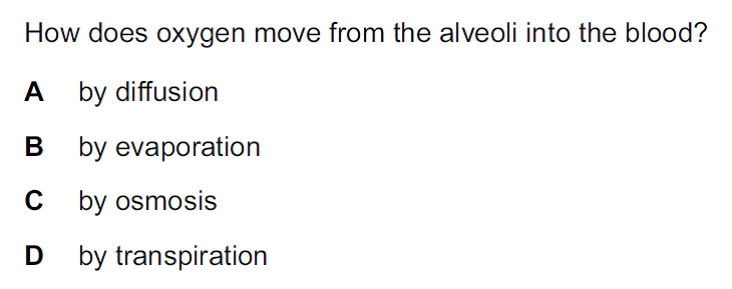 How does oxygen move from the alveoli into the blood?
A by diffusion
B by evaporation
C by osmosis
D by transpiration